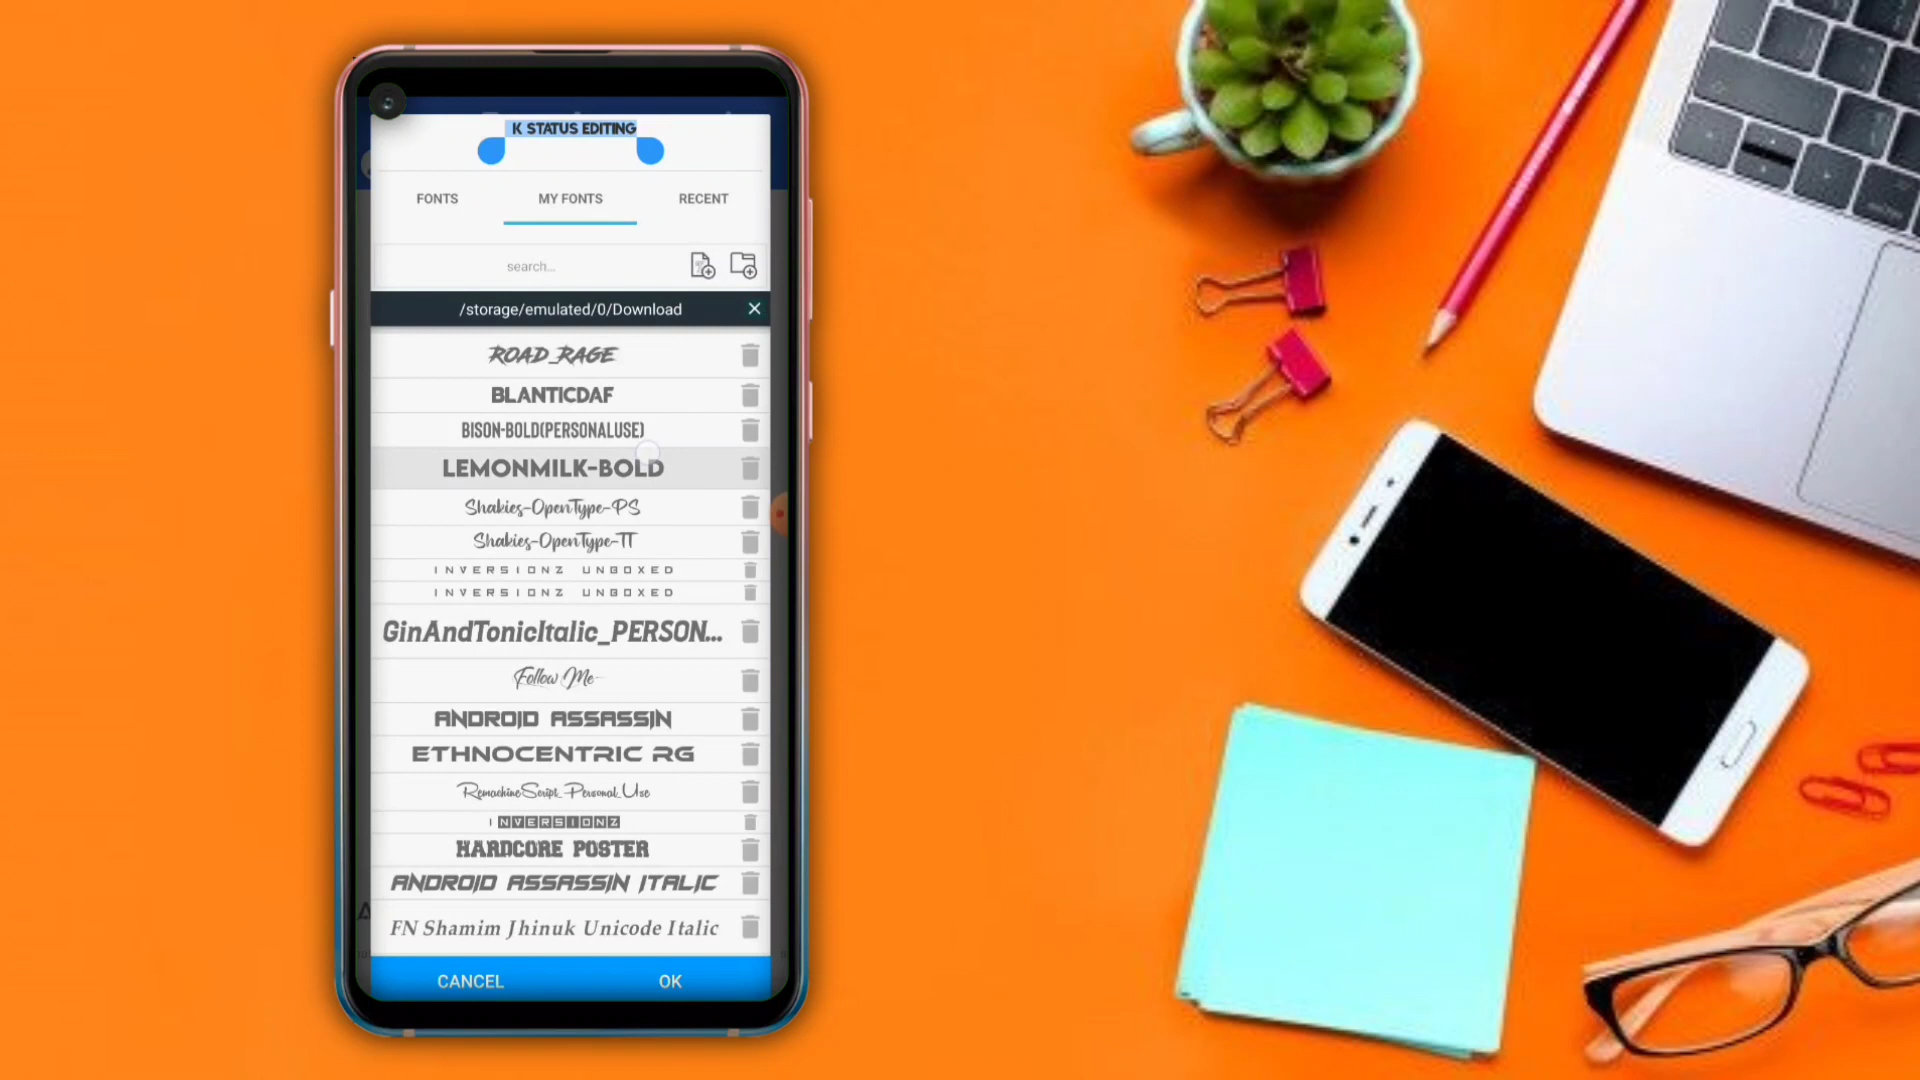 K STATUS EDITING
FONTS MY FONTS RECENT
search...
/storage/emulated/0/Download
ROAD_RAGE
BLANTICDAF
BISON-BOLD(PERSONALUSE)
LEMONMILK-BOLD
Shakies-OpenType-PS
Shakies-OpenType-TT
INVERSIONZ UNBOXED
INVERSIONZ UNBOXED
GinAndTonicItalic_PERSON...
Follow Me
ANDROID ASSASSIN
ETHNOCENTRIC RG
RemachineScript_Personal_Use
INVERSIONZ
HARDCORE POSTER
ANDROID ASSASSIN ITALIC
FN Shamim Jhinuk Unicode Italic
CANCEL OK